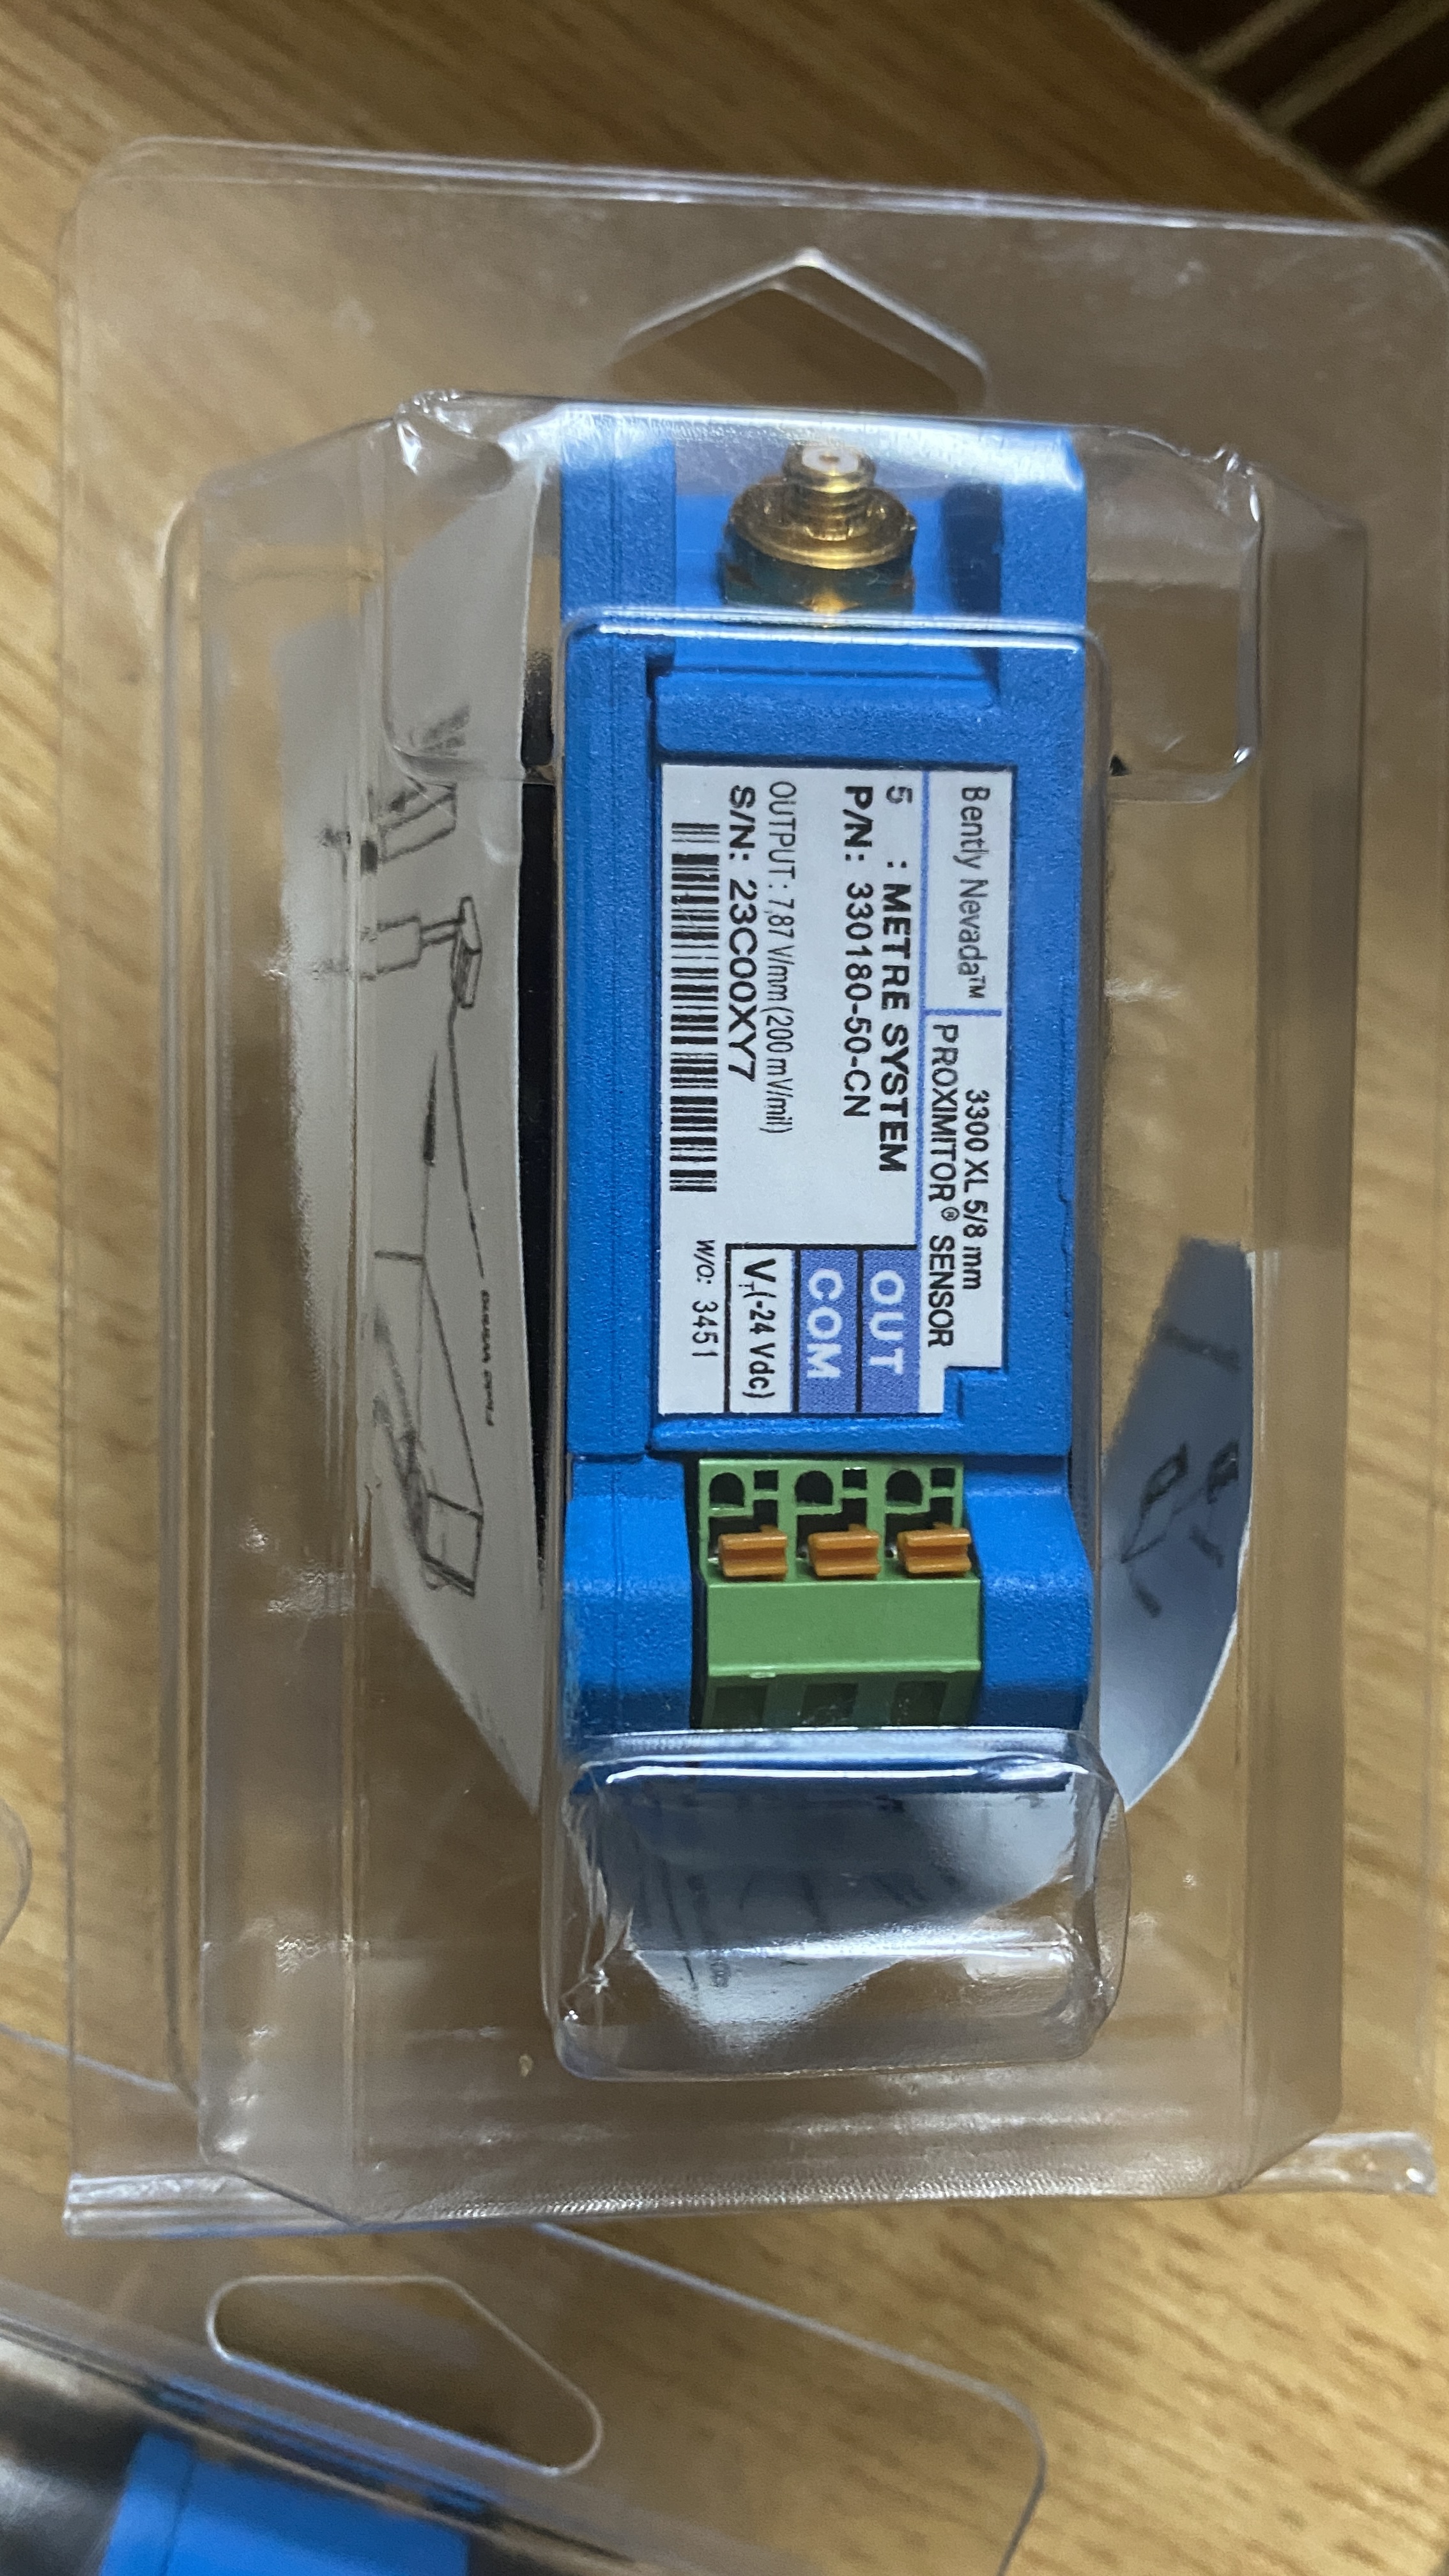 Bently Nevada™
3300 XL 5/8 mm
PROXIMITOR® SENSOR
5 : METRE SYSTEM
P/N: 330180-50-CN
OUTPUT : 7,87 V/mm (200 mV/mil)
S/N: 23C00XY7
OUT
COM
VT (-24 Vdc)
W/O: 3451